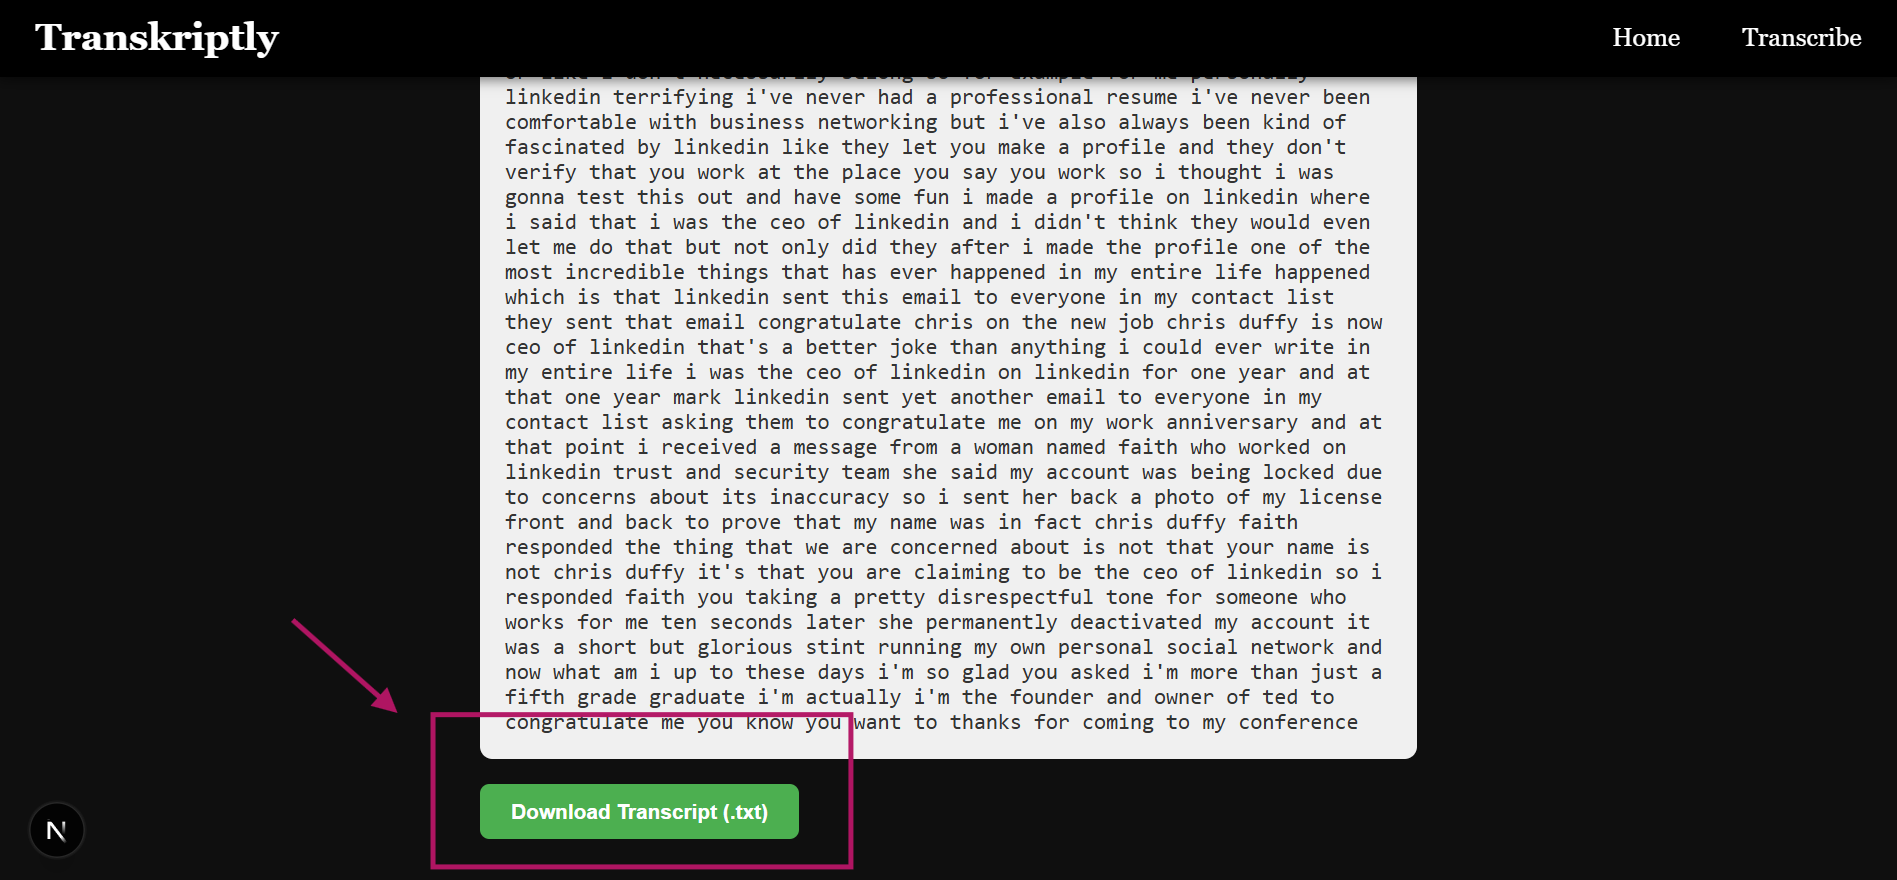 Transkriptly
Home
Transcribe
or like i don't necessarily belong so for example for me personally
linkedin terrifying i've never had a professional resume i've never been
comfortable with business networking but i've also always been kind of
fascinated by linkedin like they let you make a profile and they don't
verify that you work at the place you say you work so i thought i was
gonna test this out and have some fun i made a profile on linkedin where
i said that i was the ceo of linkedin and i didn't think they would even
let me do that but not only did they after i made the profile one of the
most incredible things that has ever happened in my entire life happened
which is that linkedin sent this email to everyone in my contact list
they sent that email congratulate chris on the new job chris duffy is now
ceo of linkedin that's a better joke than anything i could ever write in
my entire life i was the ceo of linkedin on linkedin for one year and at
that one year mark linkedin sent yet another email to everyone in my
contact list asking them to congratulate me on my work anniversary and at
that point i received a message from a woman named faith who worked on
linkedin trust and security team she said my account was being locked due
to concerns about its inaccuracy so i sent her back a photo of my license
front and back to prove that my name was in fact chris duffy faith
responded the thing that we are concerned about is not that your name is
not chris duffy it's that you are claiming to be the ceo of linkedin so i
responded faith you taking a pretty disrespectful tone for someone who
works for me ten seconds later she permanently deactivated my account it
was a short but glorious stint running my own personal social network and
now what am i up to these days i'm so glad you asked i'm more than just a
fifth grade graduate i'm actually i'm the founder and owner of ted to
congratulate me you know you want to thanks for coming to my conference
Download Transcript (.txt)
N